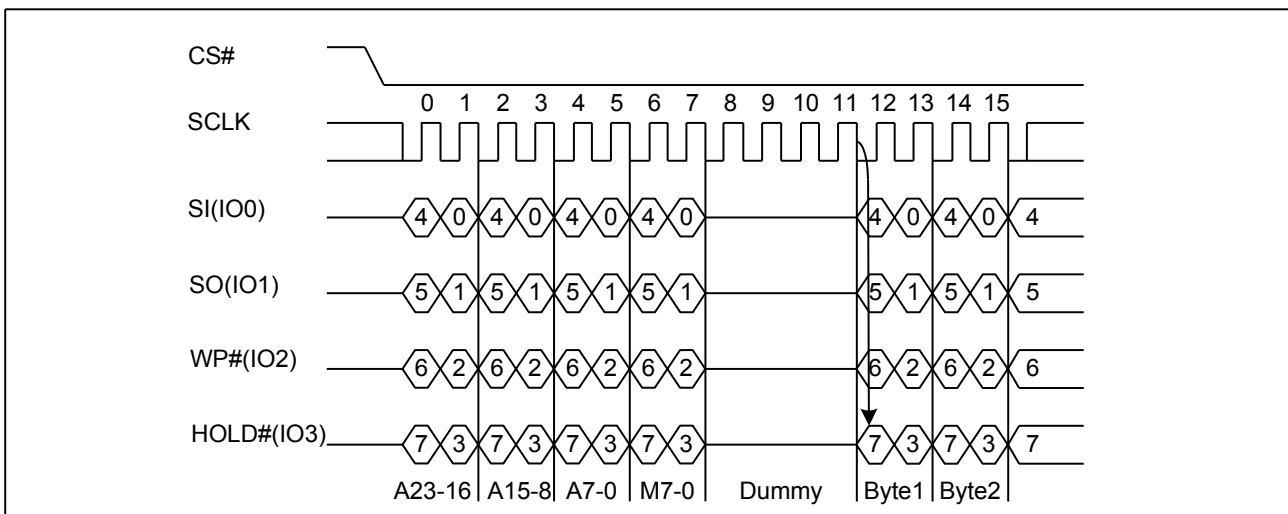 CS#
0 1 2 3 4 5 6 7 8 9 10 11 12 13 14 15
SCLK
SI(IO0) 4 0 4 0 4 0 4 0 4 0 4 0 4
SO(IO1) 5 1 5 1 5 1 5 1 5 1 5 1 5
WP#(IO2) 6 2 6 2 6 2 6 2 6 2 6 2 6
HOLD#(IO3) 7 3 7 3 7 3 7 3 7 3 7 3 7
A23-16 A15-8 A7-0 M7-0 Dummy Byte1 Byte2